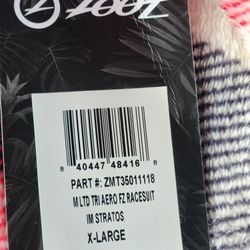 ZOOT
8 40447 48416 8
PART #: ZMT35011118
M LTD TRI AERO FZ RACESUIT
IM STRATOS
X-LARGE